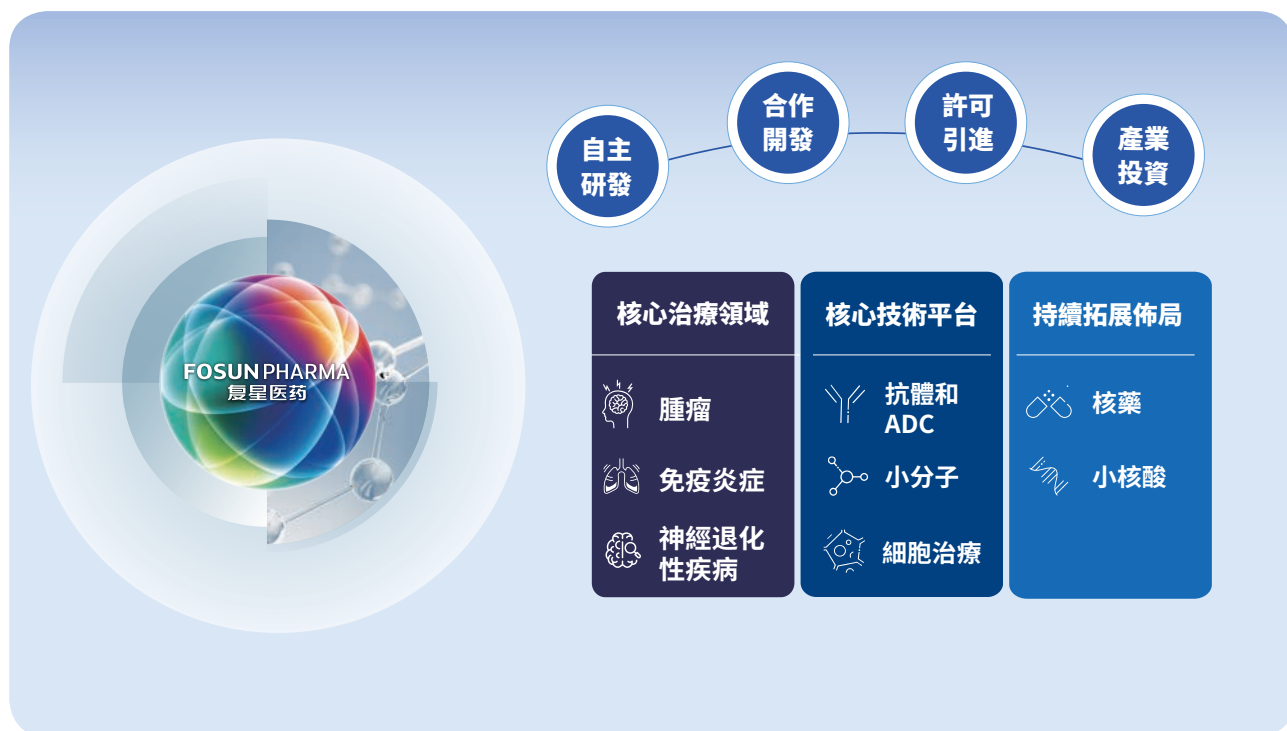 自主
研發
合作
開發
許可
引進
產業
投資
FOSUN PHARMA
复星医药
核心治療領域
腫瘤
免疫炎症
神經退化
性疾病
核心技術平台
抗體和
ADC
小分子
細胞治療
持續拓展佈局
核藥
小核酸